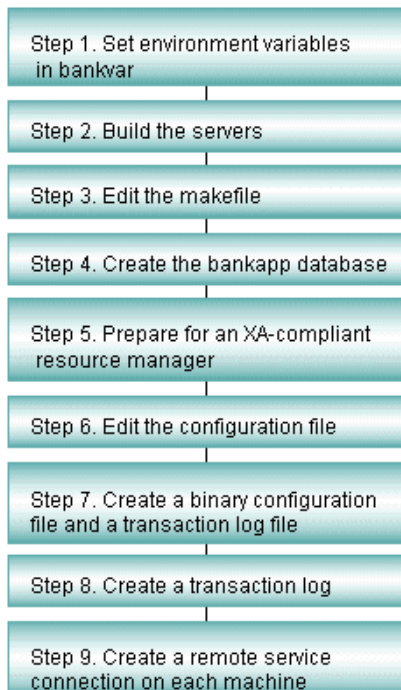 Step 1. Set environment variables
in bankvar
Step 2. Build the servers
Step 3. Edit the makefile
Step 4. Create the bankapp database
Step 5. Prepare for an XA-compliant
resource manager
Step 6. Edit the configuration file
Step 7. Create a binary configuration
file and a transaction log file
Step 8. Create a transaction log
Step 9. Create a remote service
connection on each machine